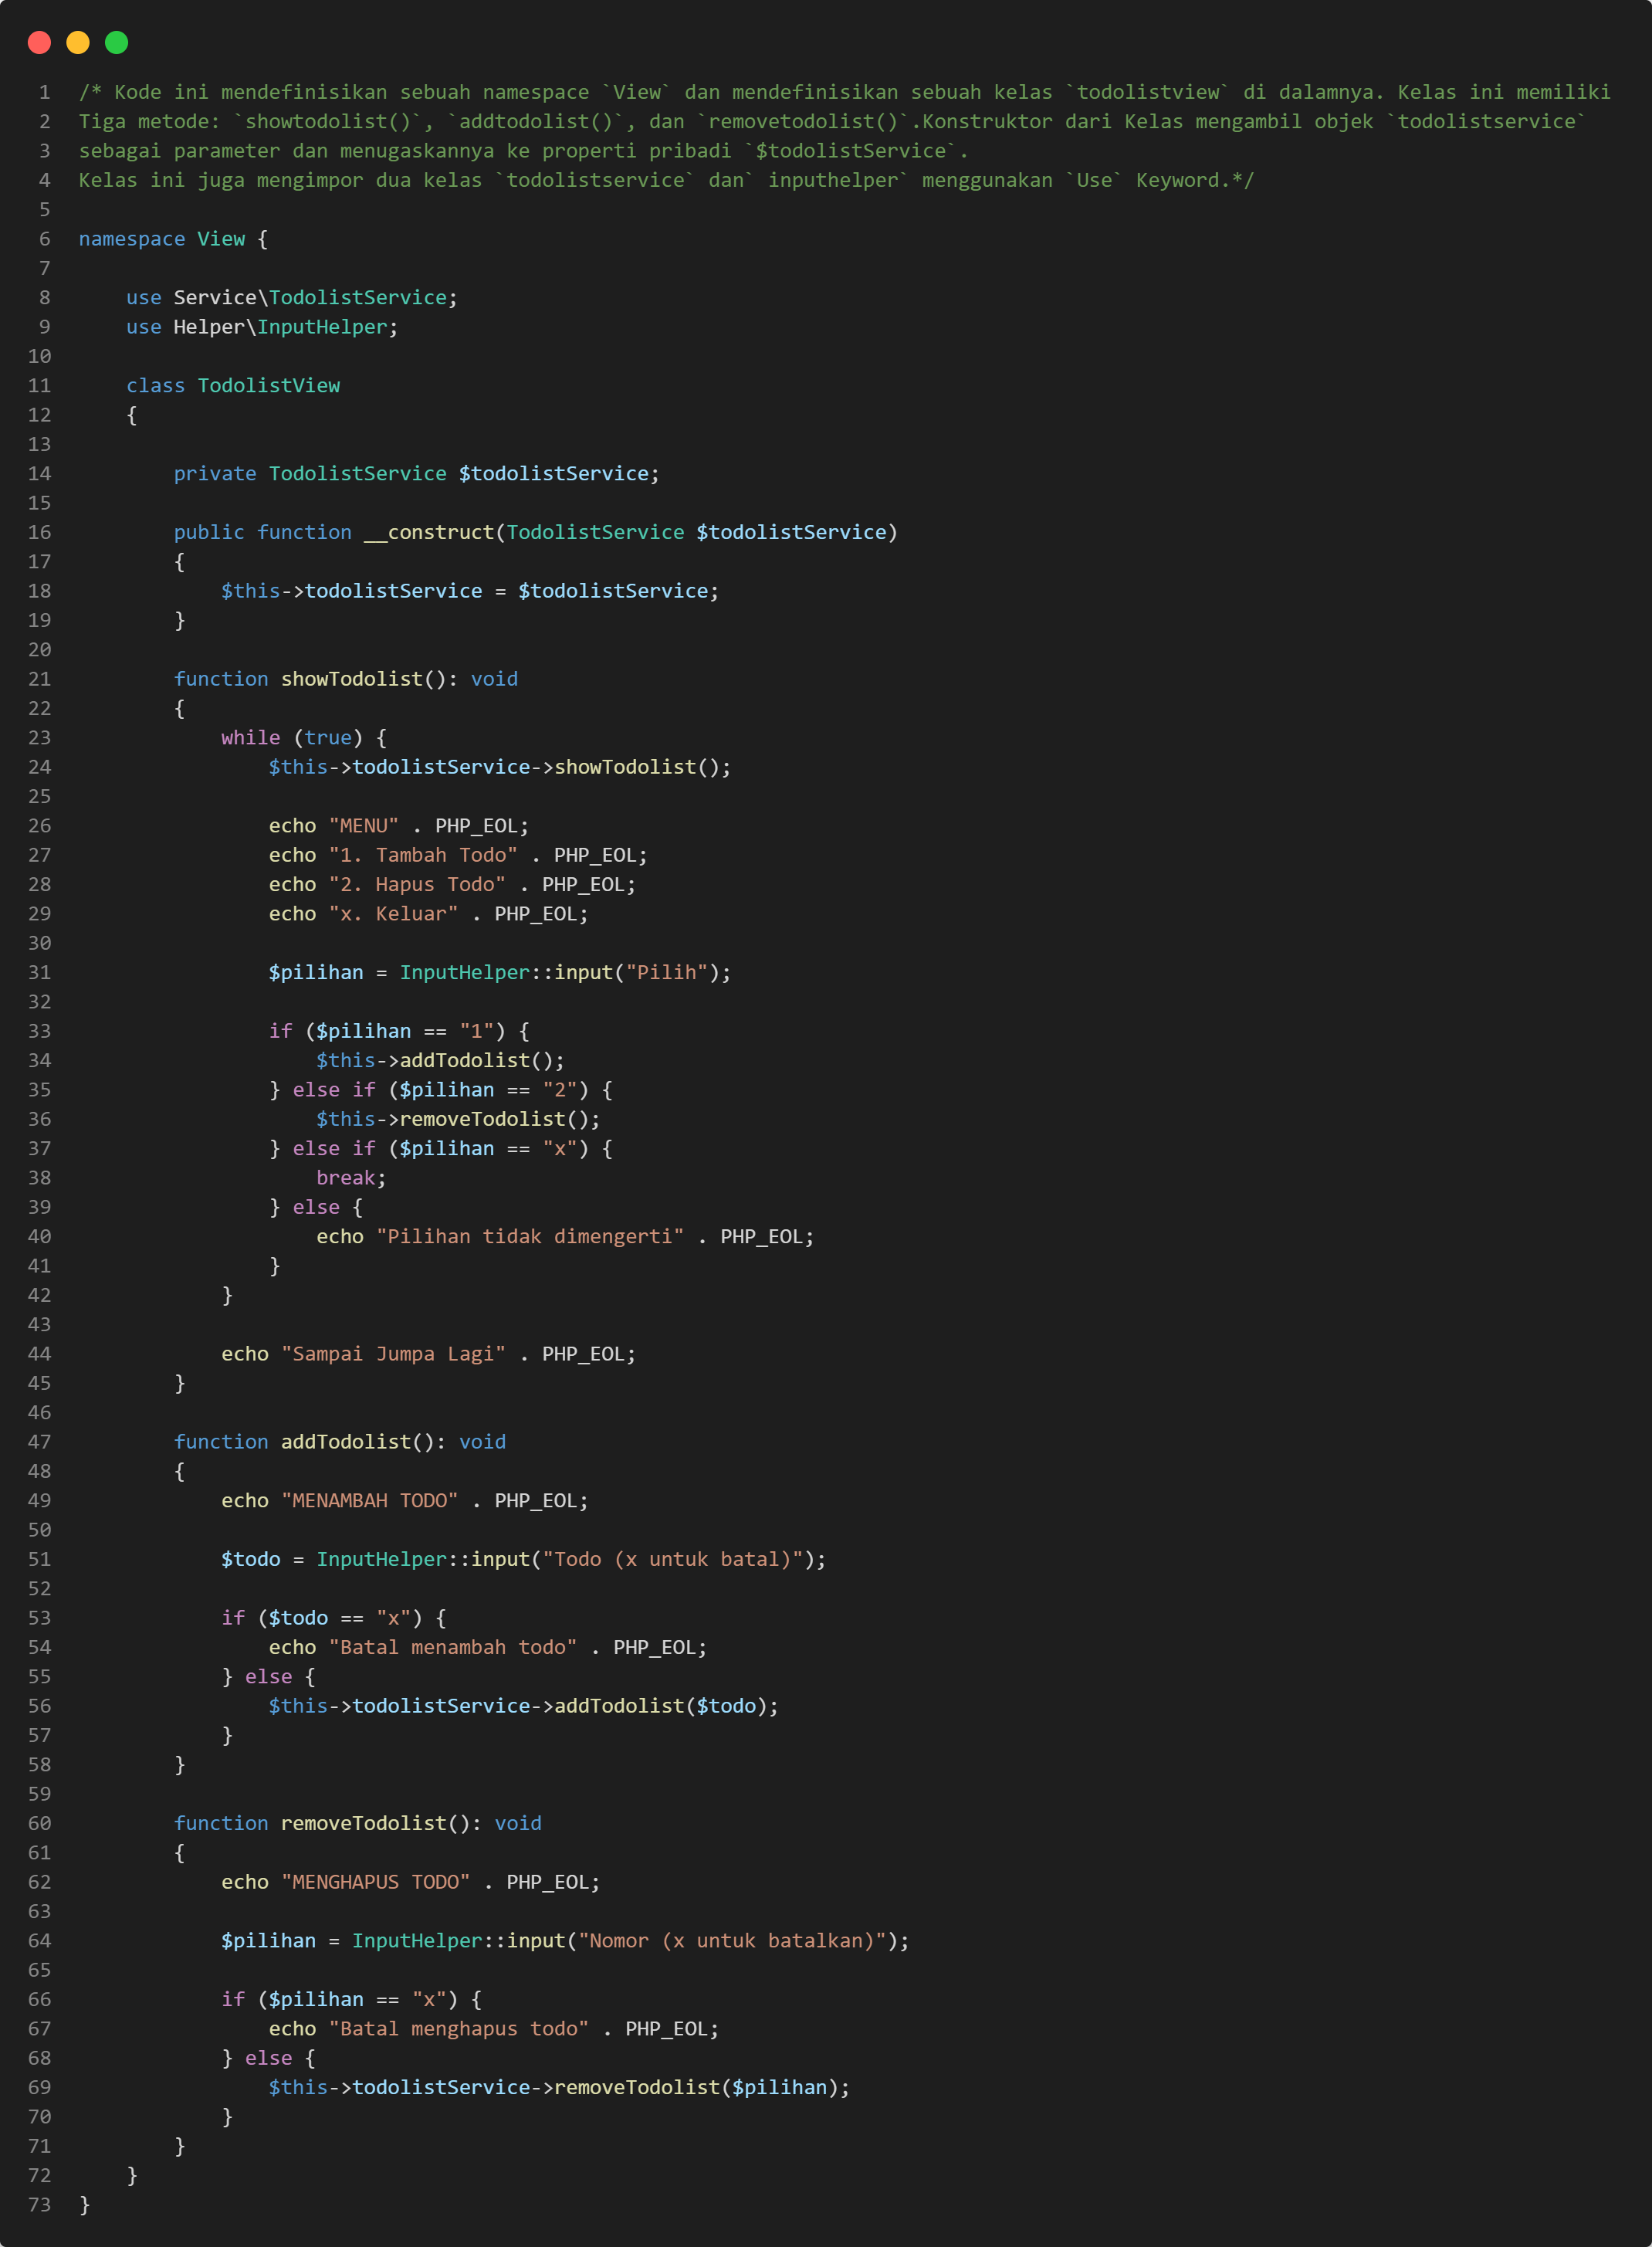 1 /* Kode ini mendefinisikan sebuah namespace `View` dan mendefinisikan sebuah kelas `todolistview` di dalamnya. Kelas ini memiliki
2 Tiga metode: `showtodolist()`, `addtodolist()`, dan `removetodolist()`.Konstruktor dari Kelas mengambil objek `todolistservice`
3 sebagai parameter dan menugaskannya ke properti pribadi `$todolistService`.
4 Kelas ini juga mengimpor dua kelas `todolistservice` dan` inputhelper` menggunakan `Use` Keyword.*/
5
6 namespace View {
7
8     use Service\TodolistService;
9     use Helper\InputHelper;
10
11     class TodolistView
12     {
13
14         private TodolistService $todolistService;
15
16         public function __construct(TodolistService $todolistService)
17         {
18             $this->todolistService = $todolistService;
19         }
20
21         function showTodolist(): void
22         {
23             while (true) {
24                 $this->todolistService->showTodolist();
25
26                 echo "MENU" . PHP_EOL;
27                 echo "1. Tambah Todo" . PHP_EOL;
28                 echo "2. Hapus Todo" . PHP_EOL;
29                 echo "x. Keluar" . PHP_EOL;
30
31                 $pilihan = InputHelper::input("Pilih");
32
33                 if ($pilihan == "1") {
34                     $this->addTodolist();
35                 } else if ($pilihan == "2") {
36                     $this->removeTodolist();
37                 } else if ($pilihan == "x") {
38                     break;
39                 } else {
40                     echo "Pilihan tidak dimengerti" . PHP_EOL;
41                 }
42             }
43
44             echo "Sampai Jumpa Lagi" . PHP_EOL;
45         }
46
47         function addTodolist(): void
48         {
49             echo "MENAMBAH TODO" . PHP_EOL;
50
51             $todo = InputHelper::input("Todo (x untuk batal)");
52
53             if ($todo == "x") {
54                 echo "Batal menambah todo" . PHP_EOL;
55             } else {
56                 $this->todolistService->addTodolist($todo);
57             }
58         }
59
60         function removeTodolist(): void
61         {
62             echo "MENGHAPUS TODO" . PHP_EOL;
63
64             $pilihan = InputHelper::input("Nomor (x untuk batalkan)");
65
66             if ($pilihan == "x") {
67                 echo "Batal menghapus todo" . PHP_EOL;
68             } else {
69                 $this->todolistService->removeTodolist($pilihan);
70             }
71         }
72     }
73 }